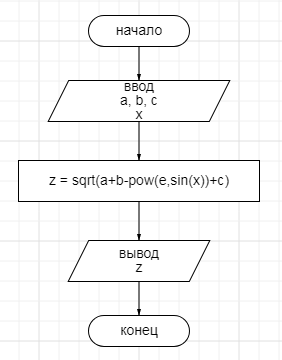 начало
ввод
a, b, c
x
z = sqrt(a+b-pow(e,sin(x))+c)
вывод
z
конец